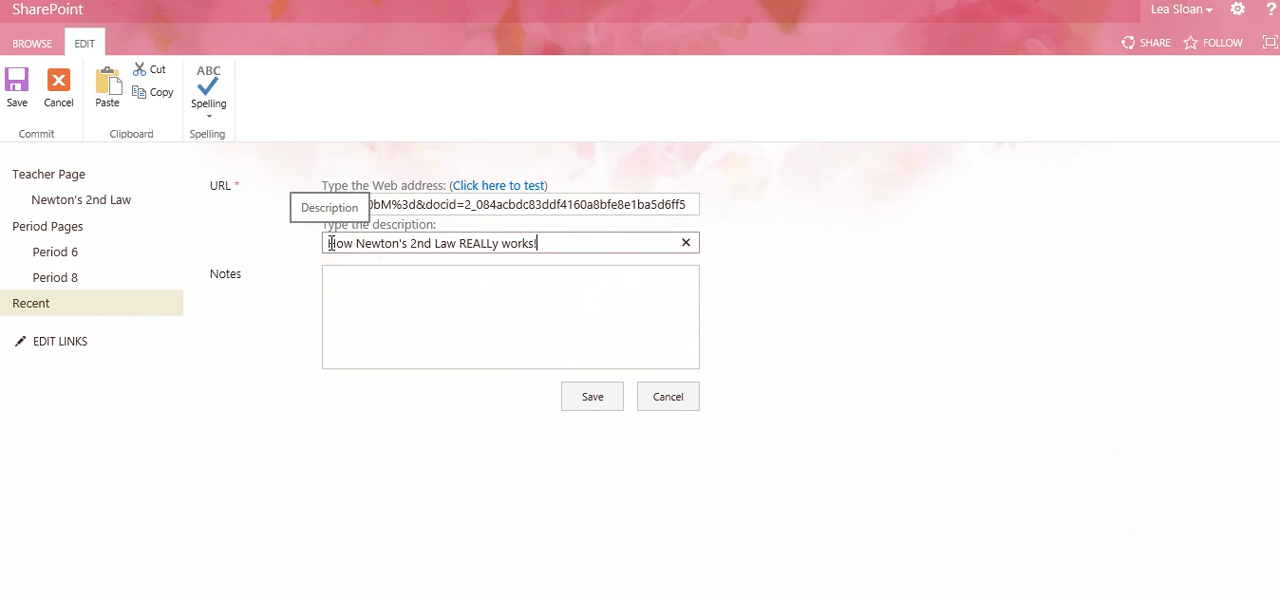 SharePoint
Lea Sloan
?
BROWSE
EDIT
SHARE
FOLLOW
Save
Cancel
Paste
Cut
Copy
ABC
Spelling
Commit
Clipboard
Spelling
Teacher Page
Newton's 2nd Law
Period Pages
Period 6
Period 8
Recent
EDIT LINKS
URL *
Type the Web address: (Click here to test)
0bM%3d&docid=2_084acbdc83ddf4160a8bfe8e1ba5d6ff5
Description
Type the description:
How Newton's 2nd Law REALLy works!
Notes
Save
Cancel